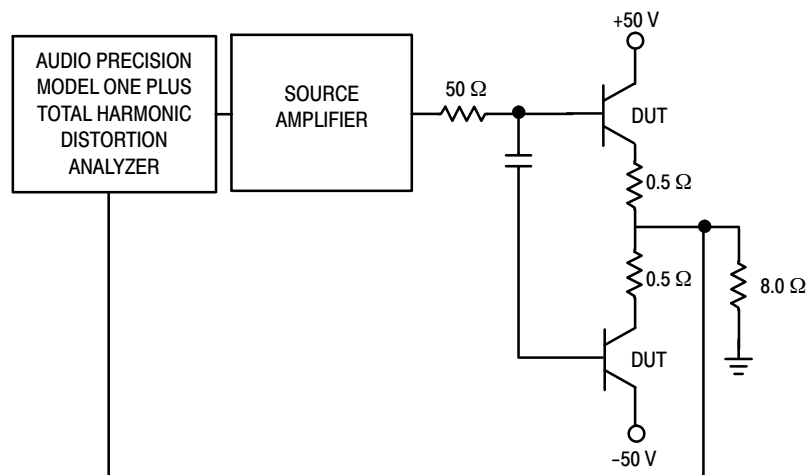 +50 V
AUDIO PRECISION
MODEL ONE PLUS
TOTAL HARMONIC
DISTORTION
ANALYZER
SOURCE
AMPLIFIER
50 Ω
DUT
0.5 Ω
0.5 Ω
8.0 Ω
DUT
–50 V